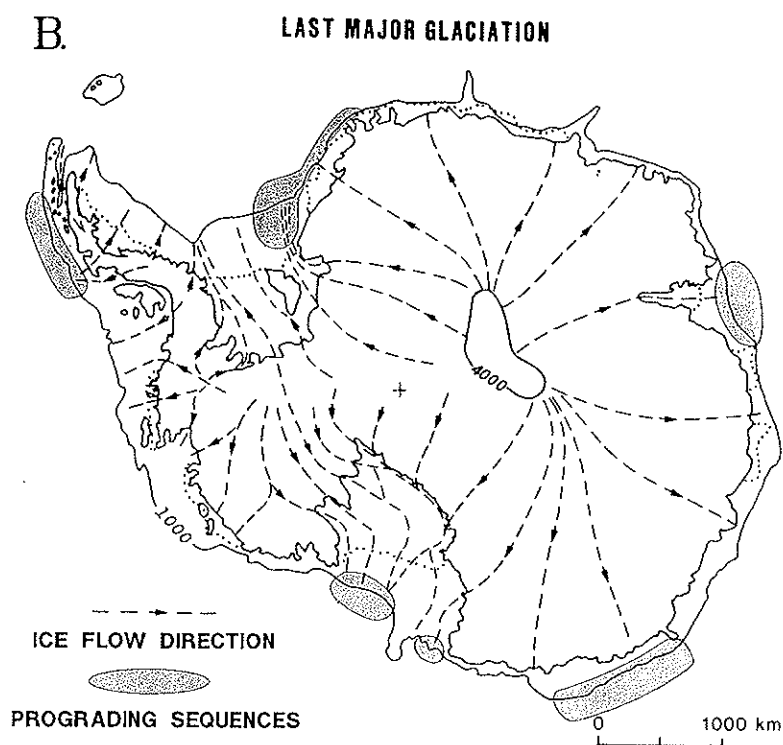 B.
LAST MAJOR GLACIATION
4000
1000
ICE FLOW DIRECTION
PROGRADING SEQUENCES
0 1000 km